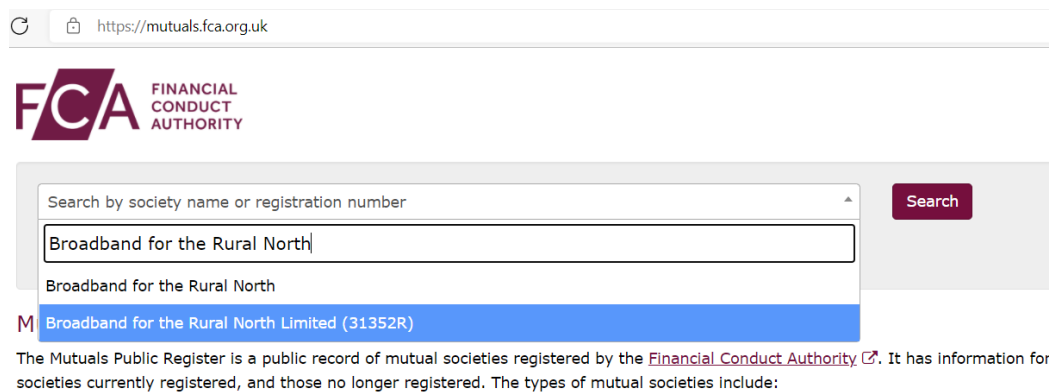 https://mutuals.fca.org.uk
FCA FINANCIAL
CONDUCT
AUTHORITY
Search by society name or registration number
Search
Broadband for the Rural North
Broadband for the Rural North
M
Broadband for the Rural North Limited (31352R)
The Mutuals Public Register is a public record of mutual societies registered by the Financial Conduct Authority. It has information for
societies currently registered, and those no longer registered. The types of mutual societies include: